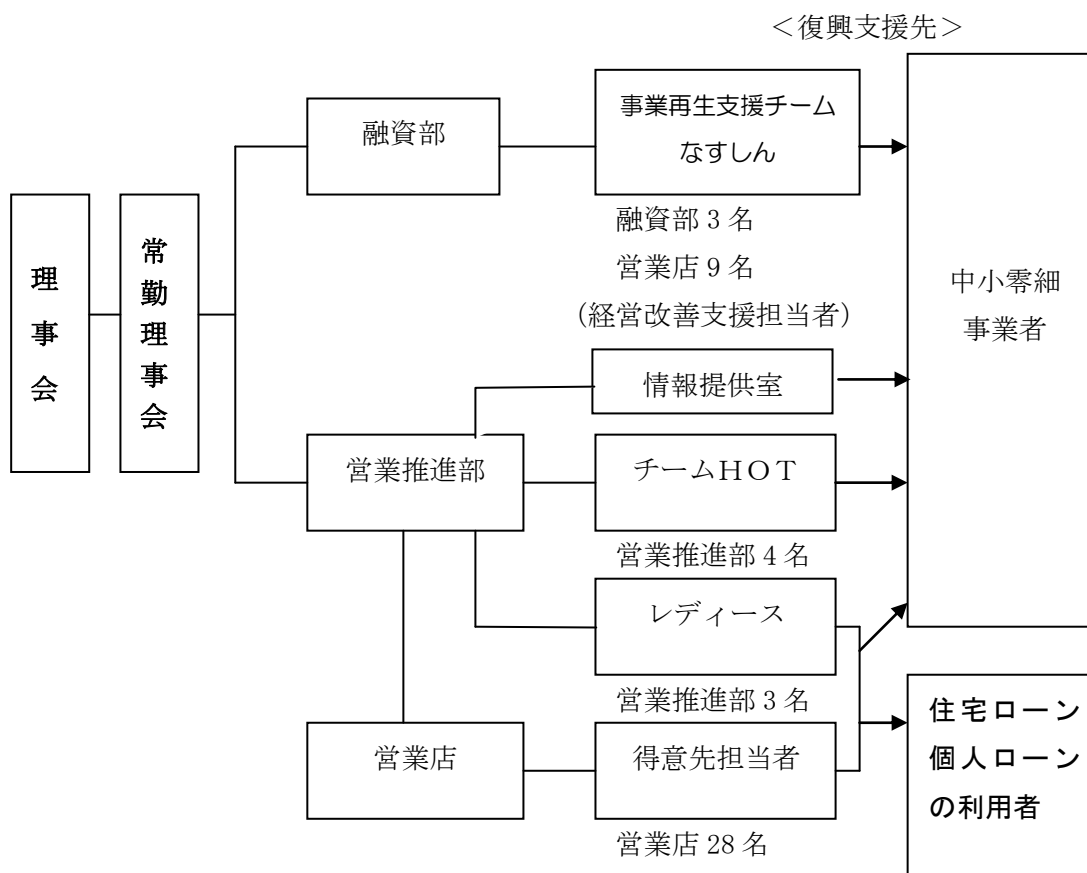 ＜復興支援先＞
理事会
常勤理事会
融資部
事業再生支援チーム
なすしん
融資部 3 名
営業店 9 名
（経営改善支援担当者）
中小零細
事業者
情報提供室
営業推進部
チームＨＯＴ
営業推進部 4 名
レディース
営業推進部 3 名
営業店
得意先担当者
営業店 28 名
住宅ローン
個人ローン
の利用者